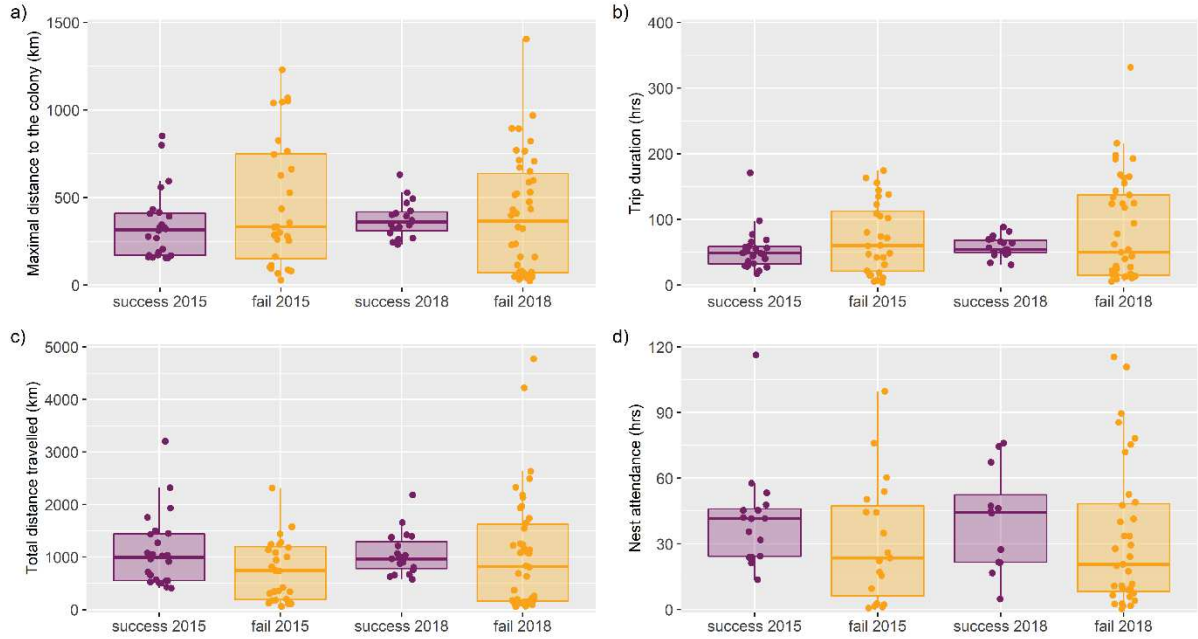 a)
Maximal distance to the colony (km)
1500
1000
500
0
success 2015 fail 2015 success 2018 fail 2018
b)
Trip duration (hrs)
400
300
200
100
0
success 2015 fail 2015 success 2018 fail 2018
c)
Total distance travelled (km)
5000
4000
3000
2000
1000
0
success 2015 fail 2015 success 2018 fail 2018
d)
Nest attendance (hrs)
120
90
60
30
0
success 2015 fail 2015 success 2018 fail 2018